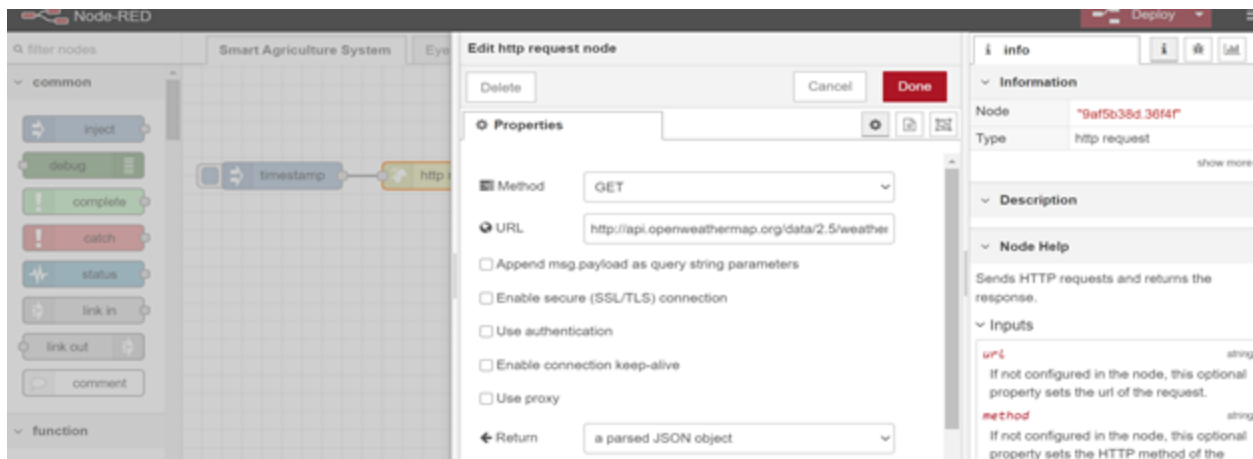 Node-RED
Deploy
filter nodes
Smart Agriculture System
Eye
common
inject
debug
complete
catch
status
link in
link out
comment
function
timestamp
http r
Edit http request node
Delete
Cancel
Done
Properties
Method
GET
URL
http://api.openweathermap.org/data/2.5/weather
Append msg.payload as query string parameters
Enable secure (SSL/TLS) connection
Use authentication
Enable connection keep-alive
Use proxy
Return
a parsed JSON object
i info
i
Information
Node
"9af5b38d.36f4f"
Type
http request
show more
Description
Node Help
Sends HTTP requests and returns the
response.
Inputs
url string
If not configured in the node, this optional
property sets the url of the request.
method string
If not configured in the node, this optional
property sets the HTTP method of the